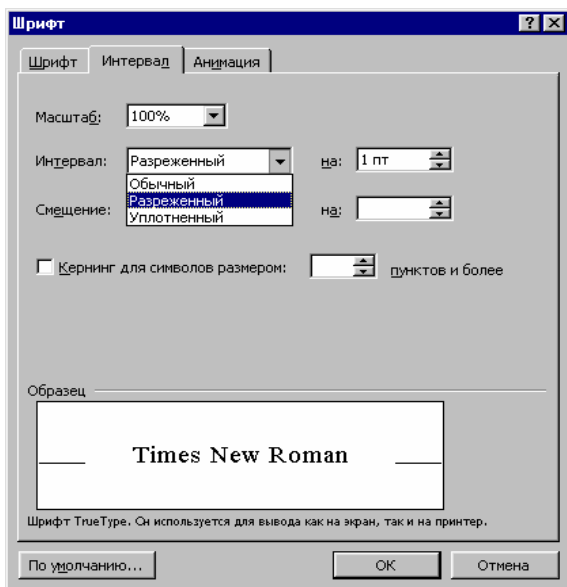 Шрифт
Шрифт Интервал Анимация
Масштаб: 100%
Интервал: Разреженный на: 1 пт
Обычный
Разреженный
Уплотненный
Смещение: на:
Кернинг для символов размером: пунктов и более
Образец
Times New Roman
Шрифт TrueType. Он используется для вывода как на экран, так и на принтер.
По умолчанию... ОК Отмена